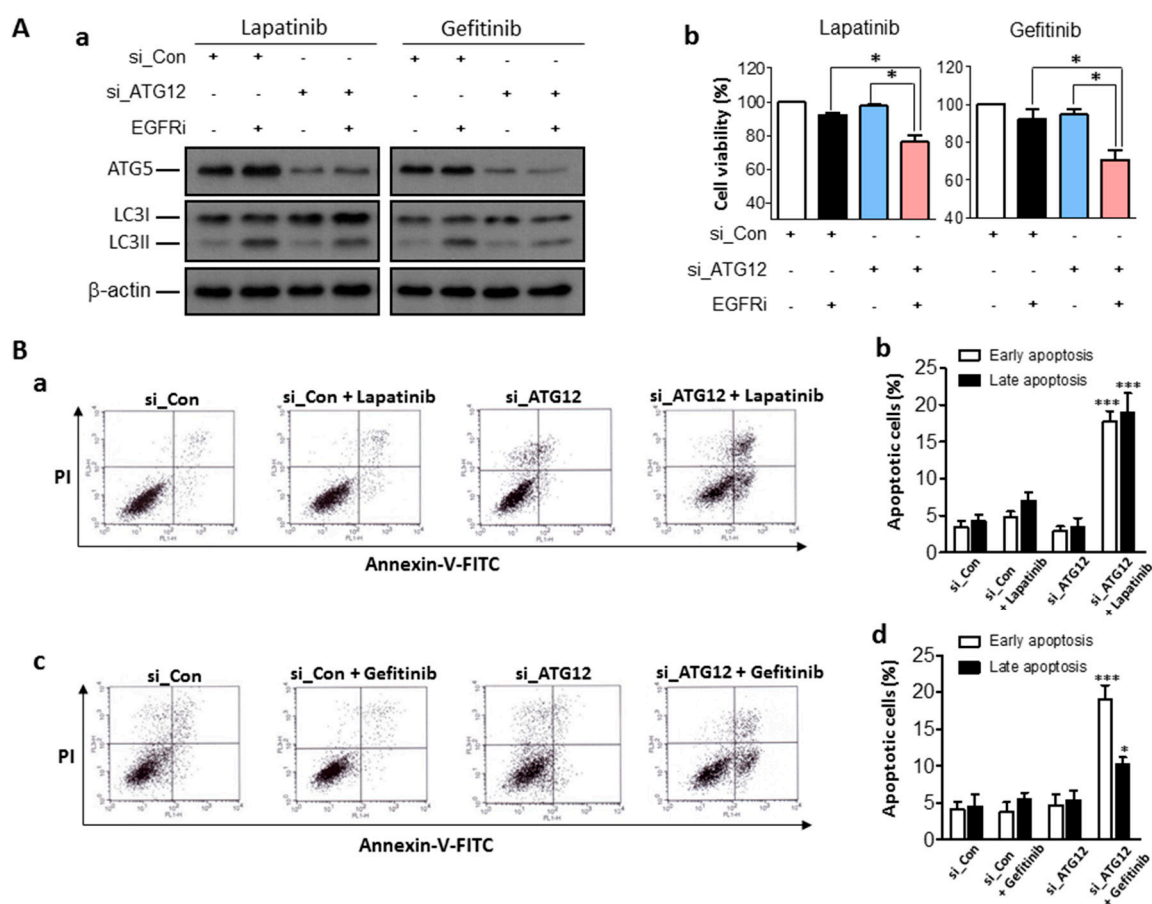 A
a
Lapatinib
Gefitinib
si_Con + + - - + + - -
si_ATG12 - - + + - - + +
EGFRi - + - + - + - +
ATG5
LC3I
LC3II
β-actin
b
Lapatinib
Gefitinib
Cell viability (%)
120
100
80
60
40
* *
120
100
80
60
40
* *
si_Con + + - - + + - -
si_ATG12 - - + + - - + +
EGFRi - + - + - + - +
B
a
si_Con
si_Con + Lapatinib
si_ATG12
si_ATG12 + Lapatinib
PI
Annexin-V-FITC
b
Early apoptosis
Late apoptosis
Apoptotic cells (%)
25
20
15
10
5
0
*** ***
si_Con
si_Con
+ Lapatinib
si_ATG12
si_ATG12
+ Lapatinib
c
si_Con
si_Con + Gefitinib
si_ATG12
si_ATG12 + Gefitinib
PI
Annexin-V-FITC
d
Early apoptosis
Late apoptosis
Apoptotic cells (%)
25
20
15
10
5
0
*** *
si_Con
si_Con
+ Gefitinib
si_ATG12
si_ATG12
+ Gefitinib